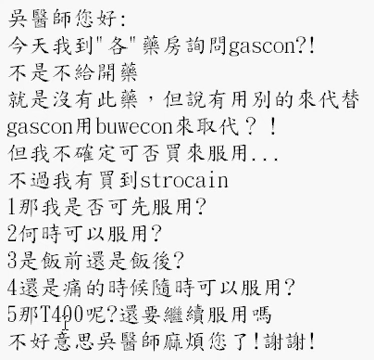 吳醫師您好:
今天我到"各"藥房詢問gascon?!
不是不給開藥
就是沒有此藥，但說有用別的來代替
gascon用buwecon來取代？！
但我不確定可否買來服用...
不過我有買到strocain
1那我是否可先服用?
2何時可以服用?
3是飯前還是飯後?
4還是痛的時候隨時可以服用?
5那T400呢?還要繼續服用嗎
不好意思吳醫師麻煩您了!謝謝!